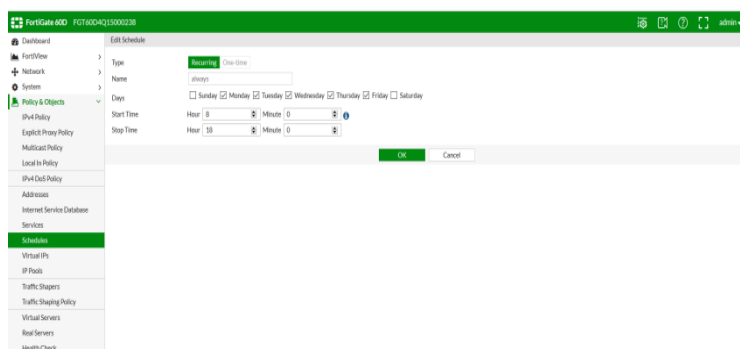 FortiGate 60D FGT60D4Q15000238 admin
Dashboard
FortiView
Network
System
Policy & Objects
IPv4 Policy
Explicit Proxy Policy
Multicast Policy
Local In Policy
IPv4 DoS Policy
Addresses
Internet Service Database
Services
Schedules
Virtual IPs
IP Pools
Traffic Shapers
Traffic Shaping Policy
Virtual Servers
Real Servers
Health Check
Edit Schedule
Type Recurring One-time
Name always
Days Sunday Monday Tuesday Wednesday Thursday Friday Saturday
Start Time Hour 8 Minute 0
Stop Time Hour 18 Minute 0
OK Cancel